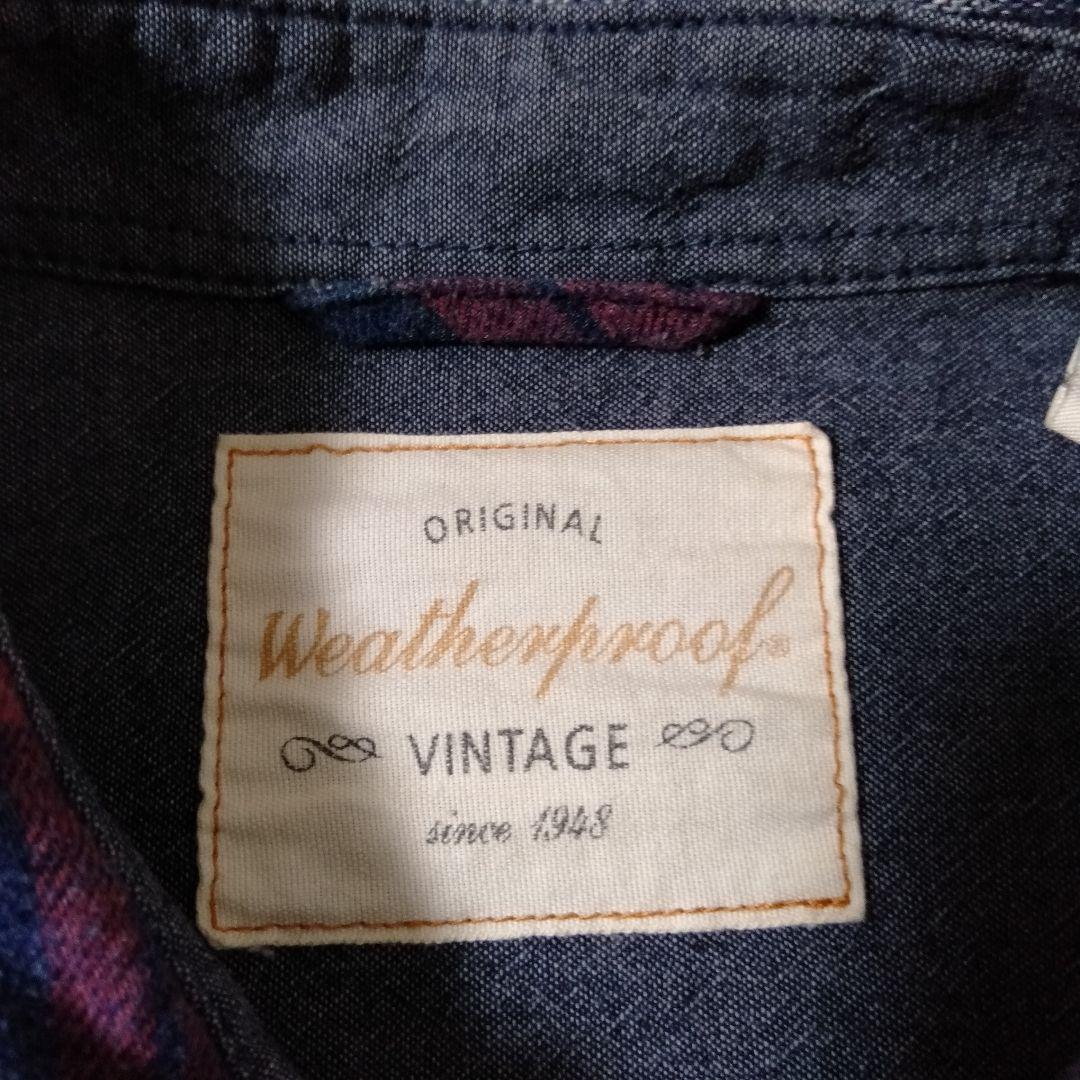 ORIGINAL
Weatherproof®
VINTAGE
since 1948